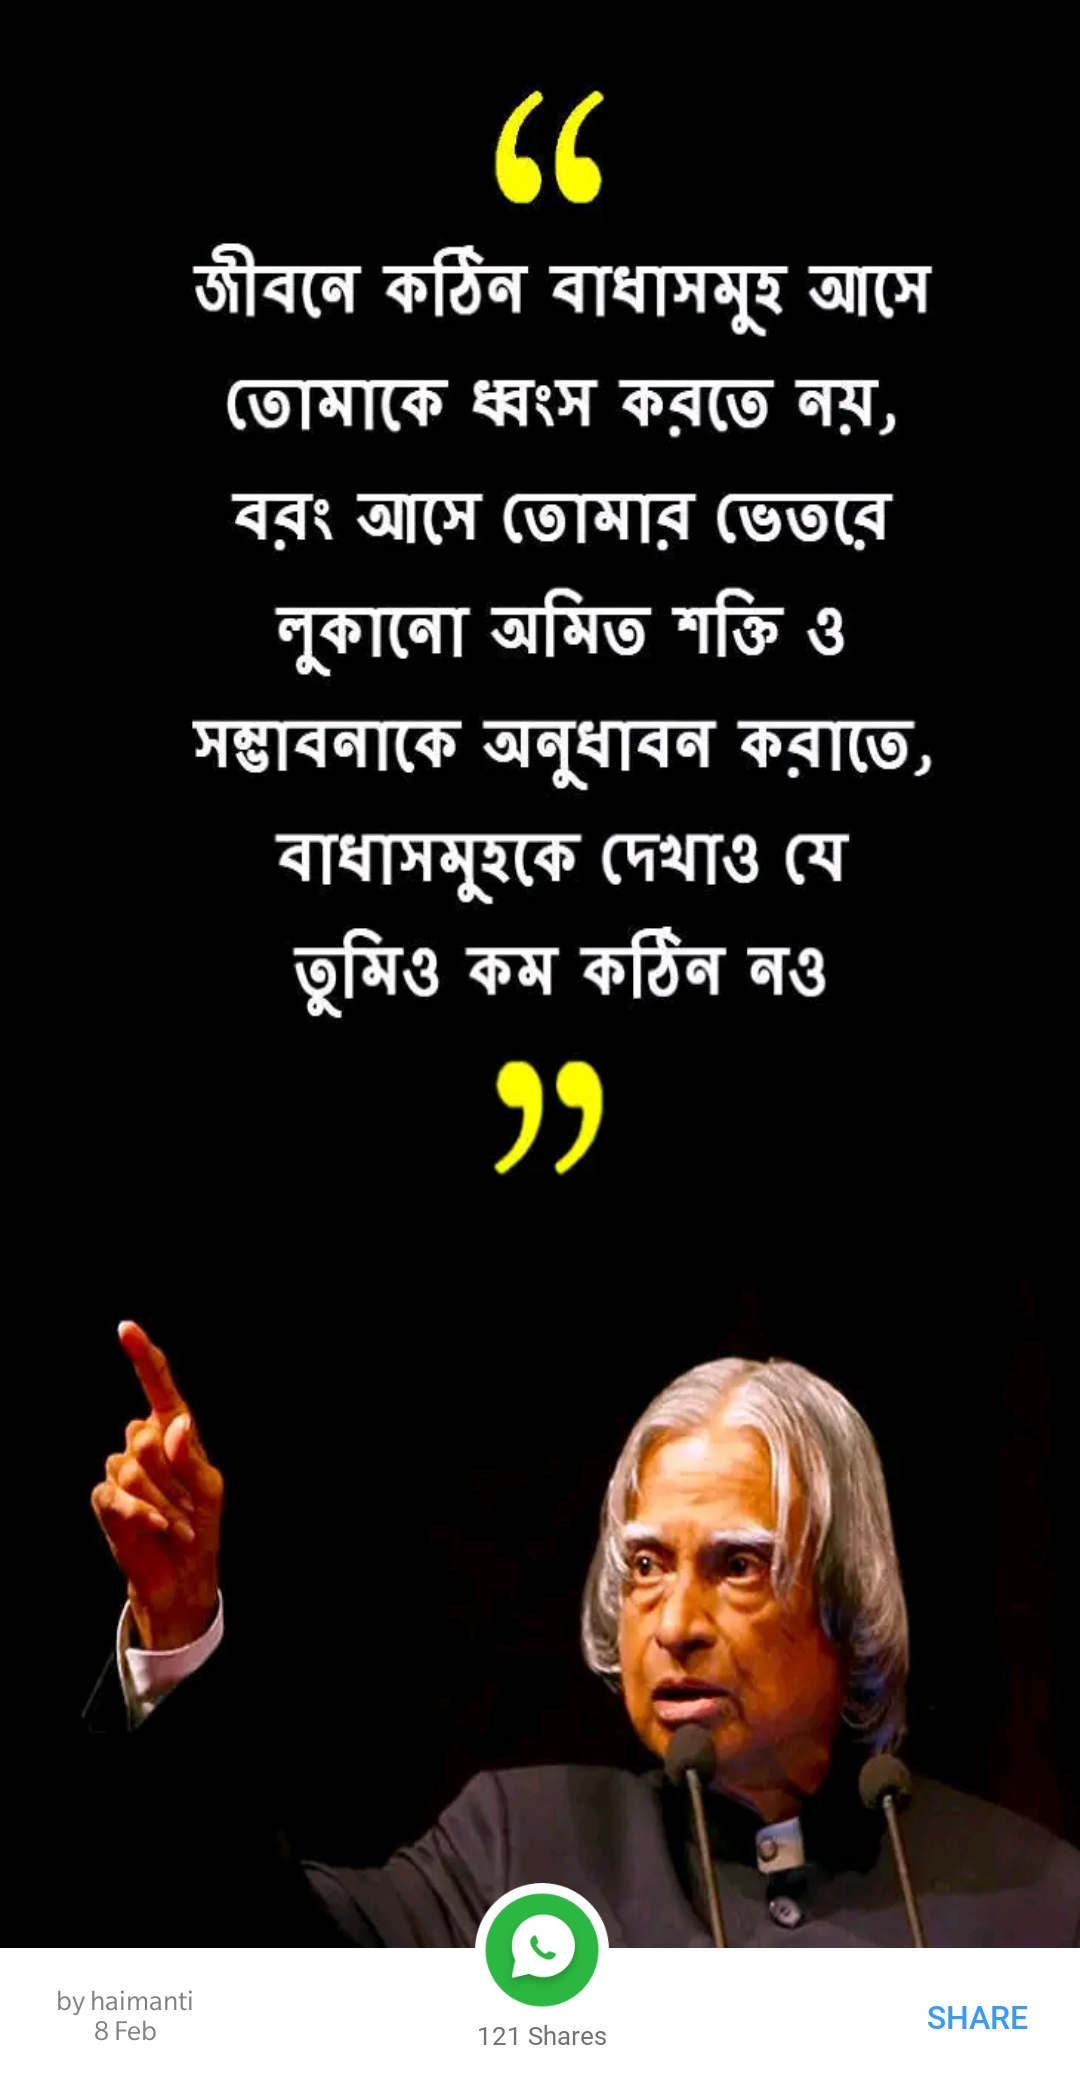 “
জীবনে কঠিন বাধাসমুহ আসে
তোমাকে ধ্বংস করতে নয়,
বরং আসে তোমার ভেতরে
লুকানো অমিত শক্তি ও
সম্ভাবনাকে অনুধাবন করাতে,
বাধাসমুহকে দেখাও যে
তুমিও কম কঠিন নও
”
by haimanti
8 Feb
121 Shares
SHARE